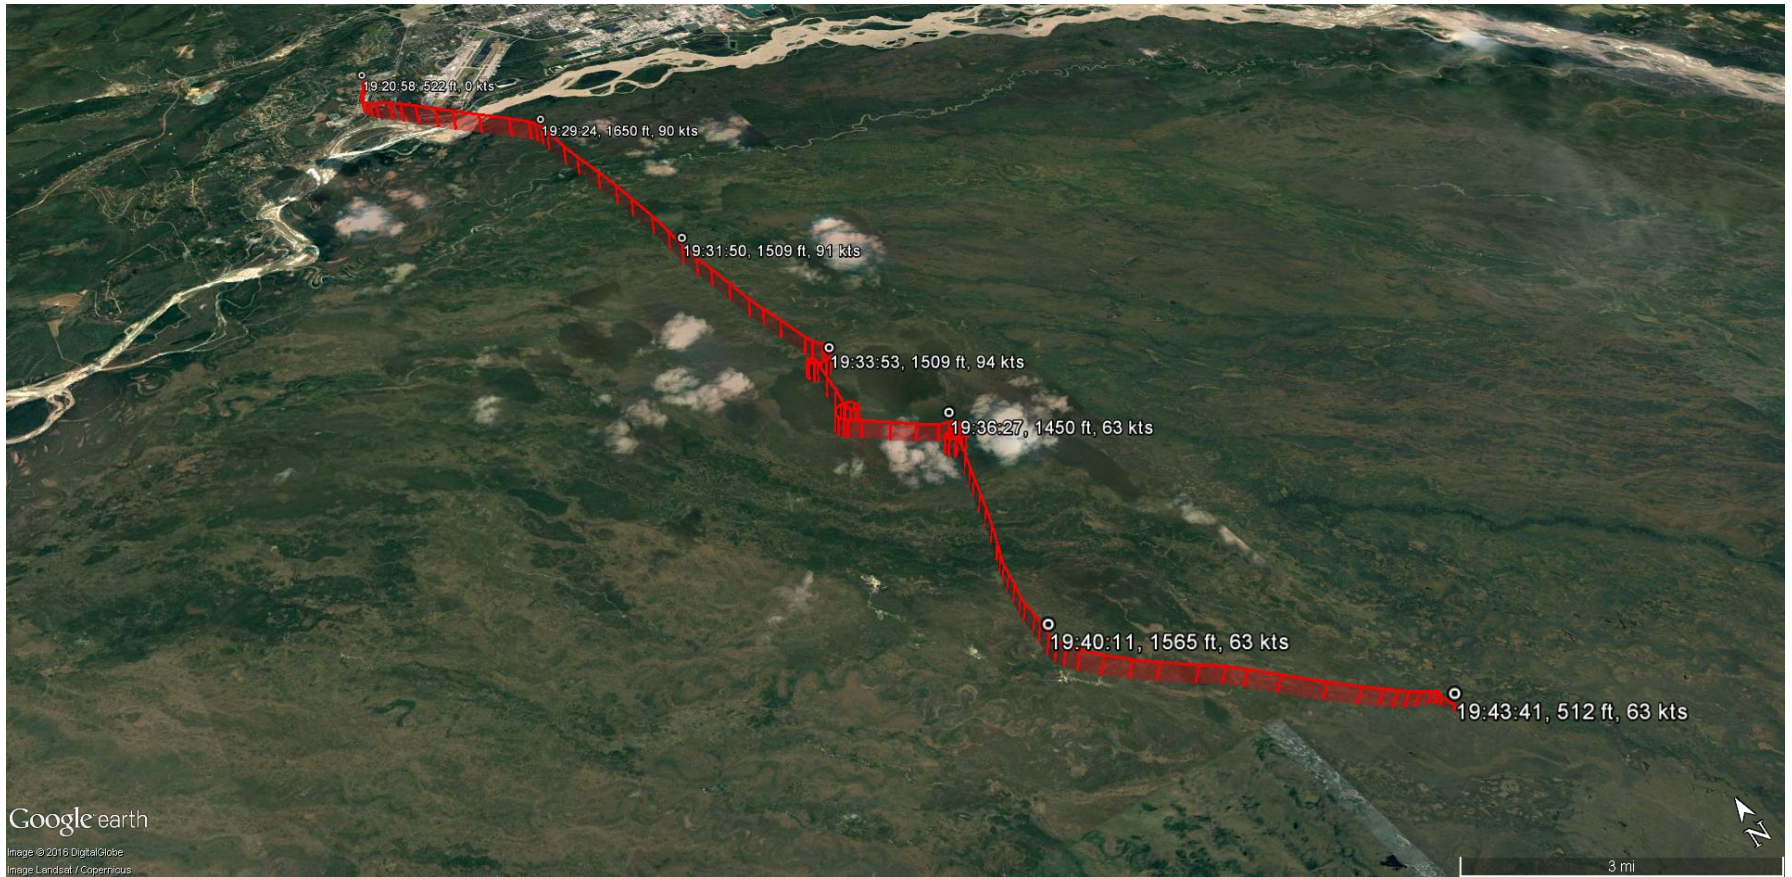 19:20:58, 522 ft, 0 kts
19:29:24, 1650 ft, 90 kts
19:31:50, 1509 ft, 91 kts
19:33:53, 1509 ft, 94 kts
19:36:27, 1450 ft, 63 kts
19:40:11, 1565 ft, 63 kts
19:43:41, 512 ft, 63 kts
Google earth
N
Image © 2016 DigitalGlobe
Image Landsat / Copernicus
3 mi